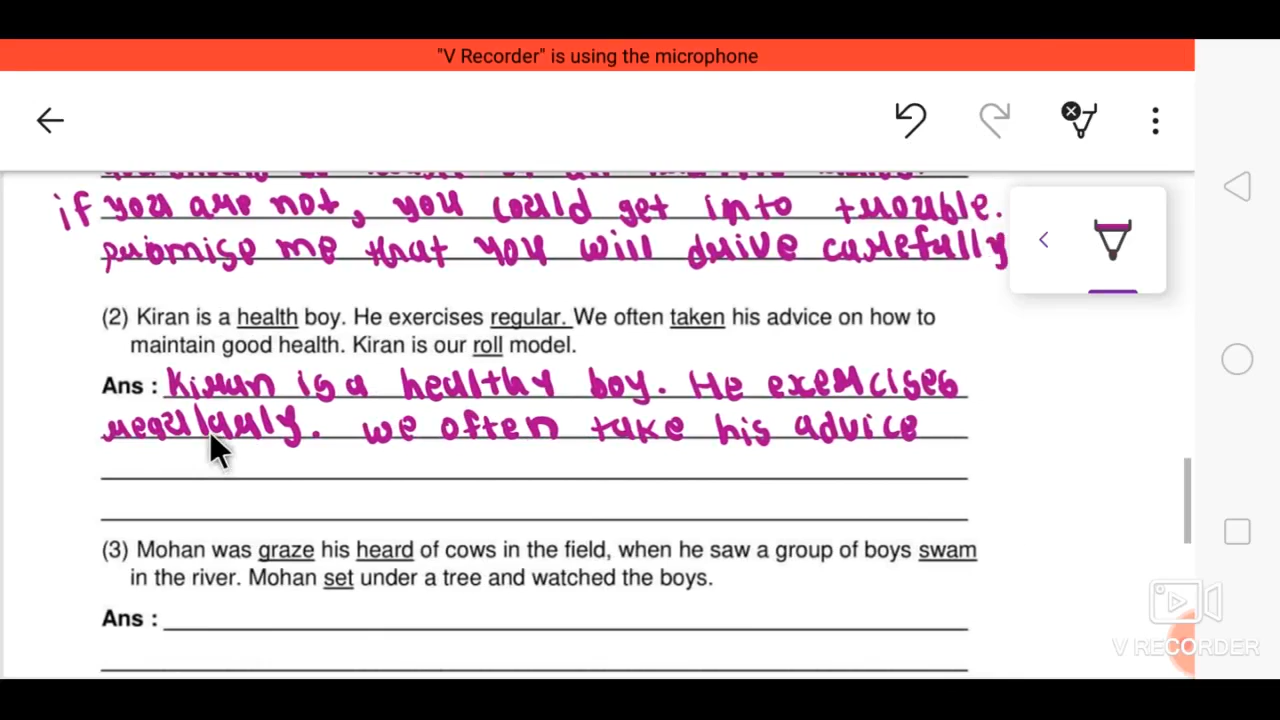 "V Recorder" is using the microphone
if you are not, you could get into trouble.
promise me that you will drive carefully
(2) Kiran is a health boy. He exercises regular. We often taken his advice on how to
maintain good health. Kiran is our roll model.
Ans : Kiran is a healthy boy. He exercises
regularly. we often take his advice
(3) Mohan was graze his heard of cows in the field, when he saw a group of boys swam
in the river. Mohan set under a tree and watched the boys.
Ans :
V RECORDER